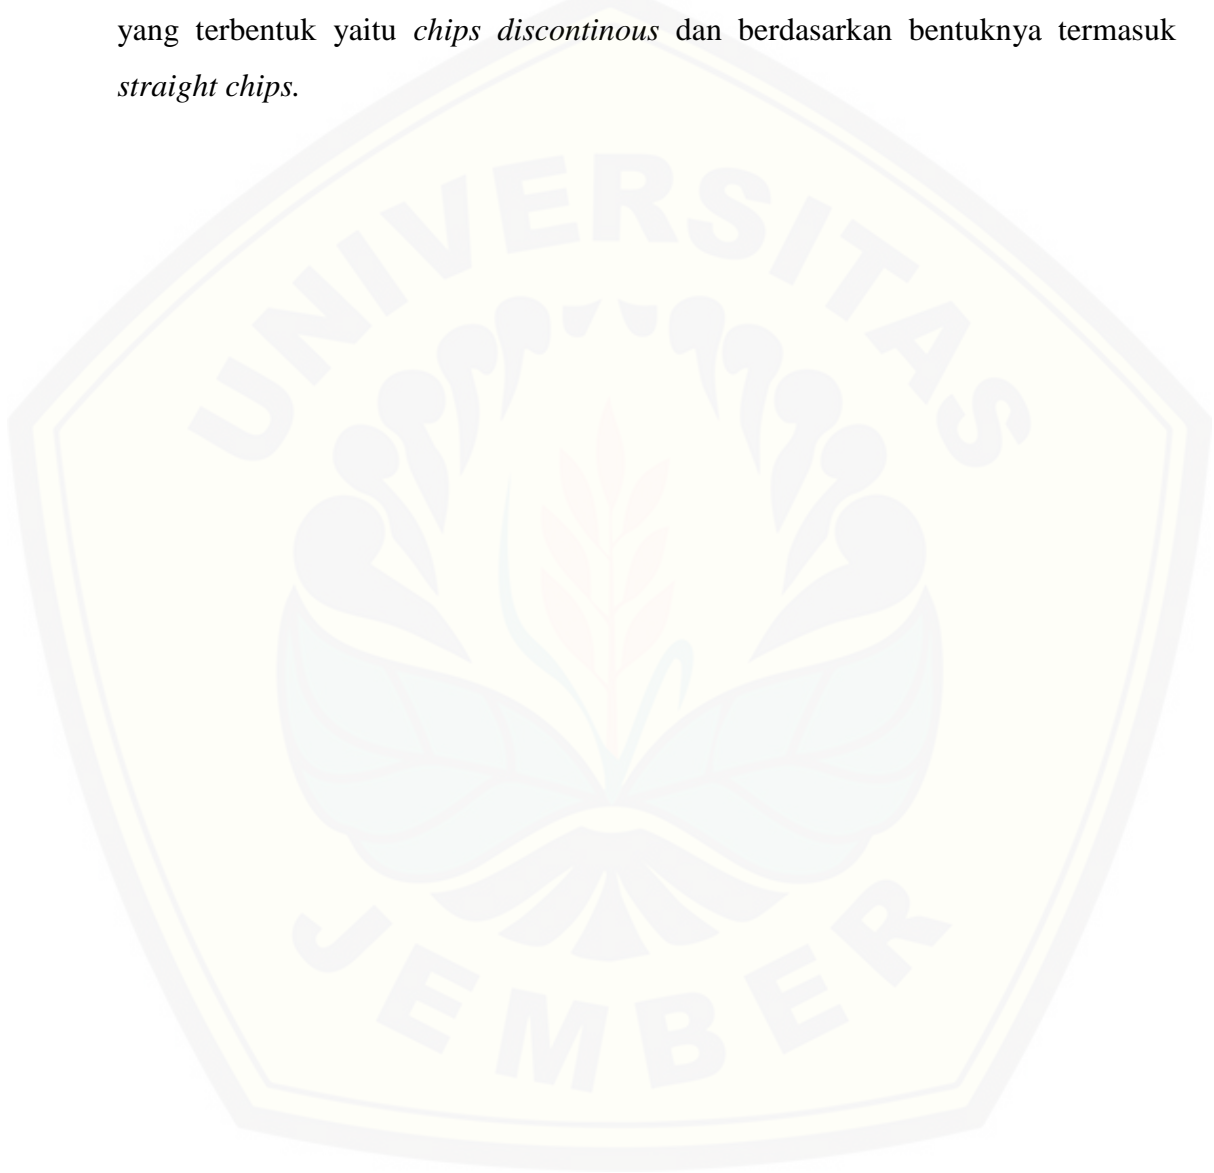 yang terbentuk yaitu chips discontinous dan berdasarkan bentuknya termasuk
straight chips.
UNIVERSITAS
JEMBER